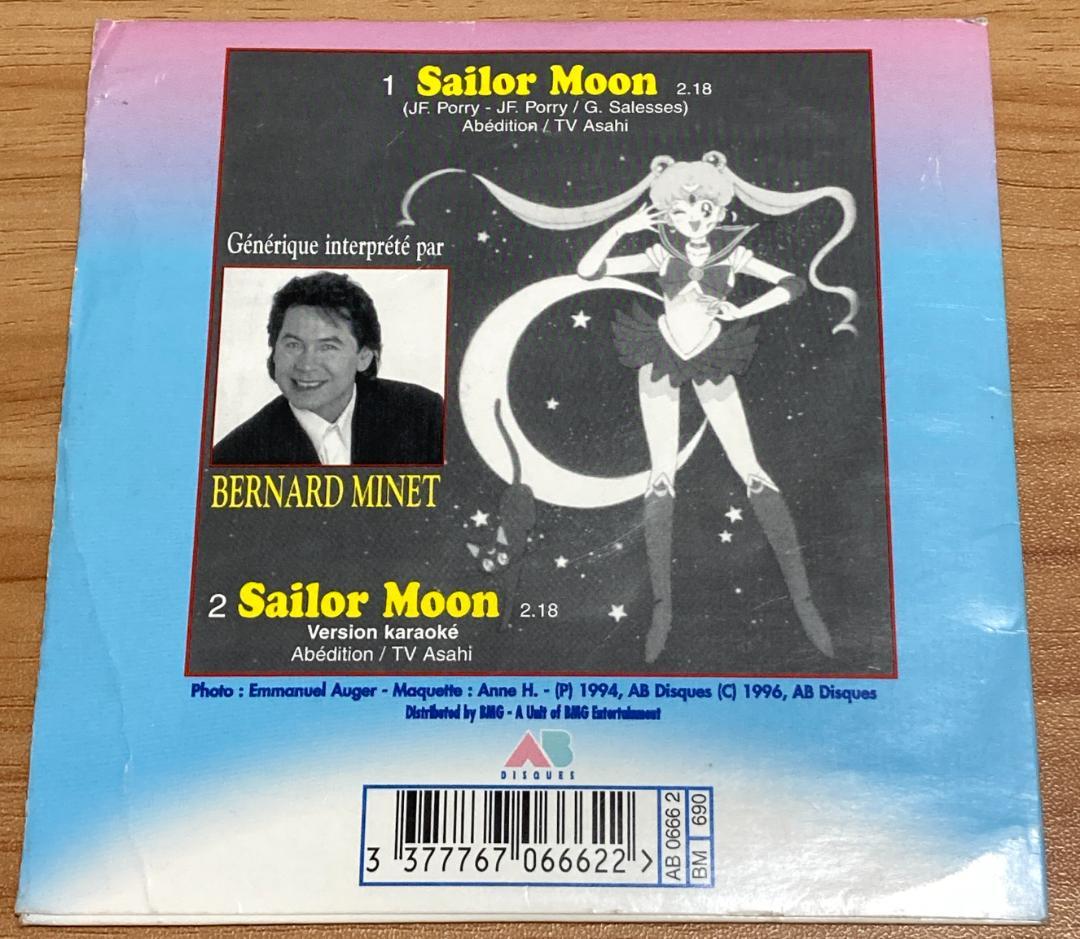 1 Sailor Moon 2.18
(JF. Porry - JF. Porry / G. Salesses)
Abédition / TV Asahi
Générique interprété par
BERNARD MINET
2 Sailor Moon 2.18
Version karaoké
Abédition / TV Asahi
Photo : Emmanuel Auger - Maquette : Anne H. - (P) 1994, AB Disques (C) 1996, AB Disques
Distributed by BMG - A Unit of BMG Entertainment
AB
DISQUES
3 377767 066622 >
AB 0666 2
BM 690